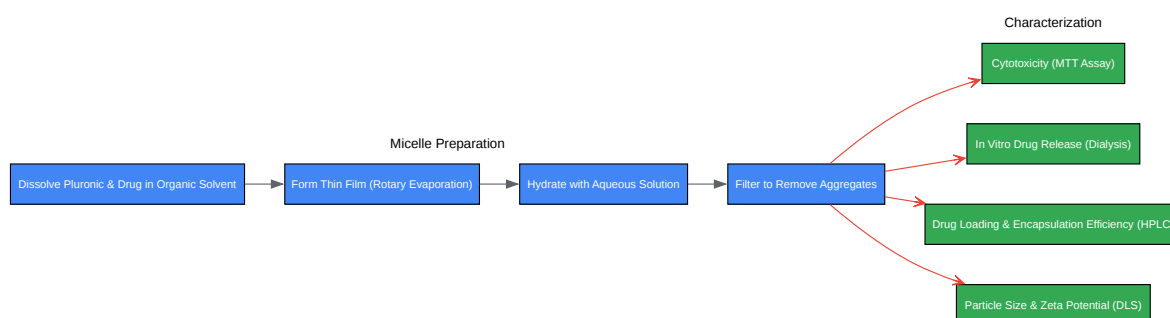 Characterization
Cytotoxicity (MTT Assay)
In Vitro Drug Release (Dialysis)
Micelle Preparation
Dissolve Pluronic & Drug in Organic Solvent
Form Thin Film (Rotary Evaporation)
Hydrate with Aqueous Solution
Filter to Remove Aggregates
Drug Loading & Encapsulation Efficiency (HPLC
Particle Size & Zeta Potential (DLS)